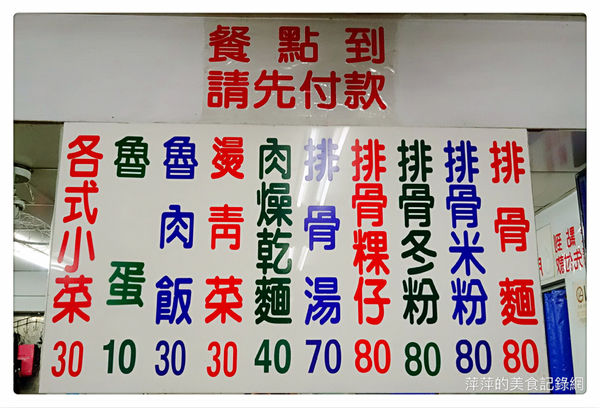 餐點到
請先付款
排骨麵 80
排骨米粉 80
排骨冬粉 80
排骨粿仔 80
排骨湯 70
肉燥乾麵 40
燙青菜 30
魯肉飯 30
魯蛋 10
各式小菜 30
萍萍的美食記錄網